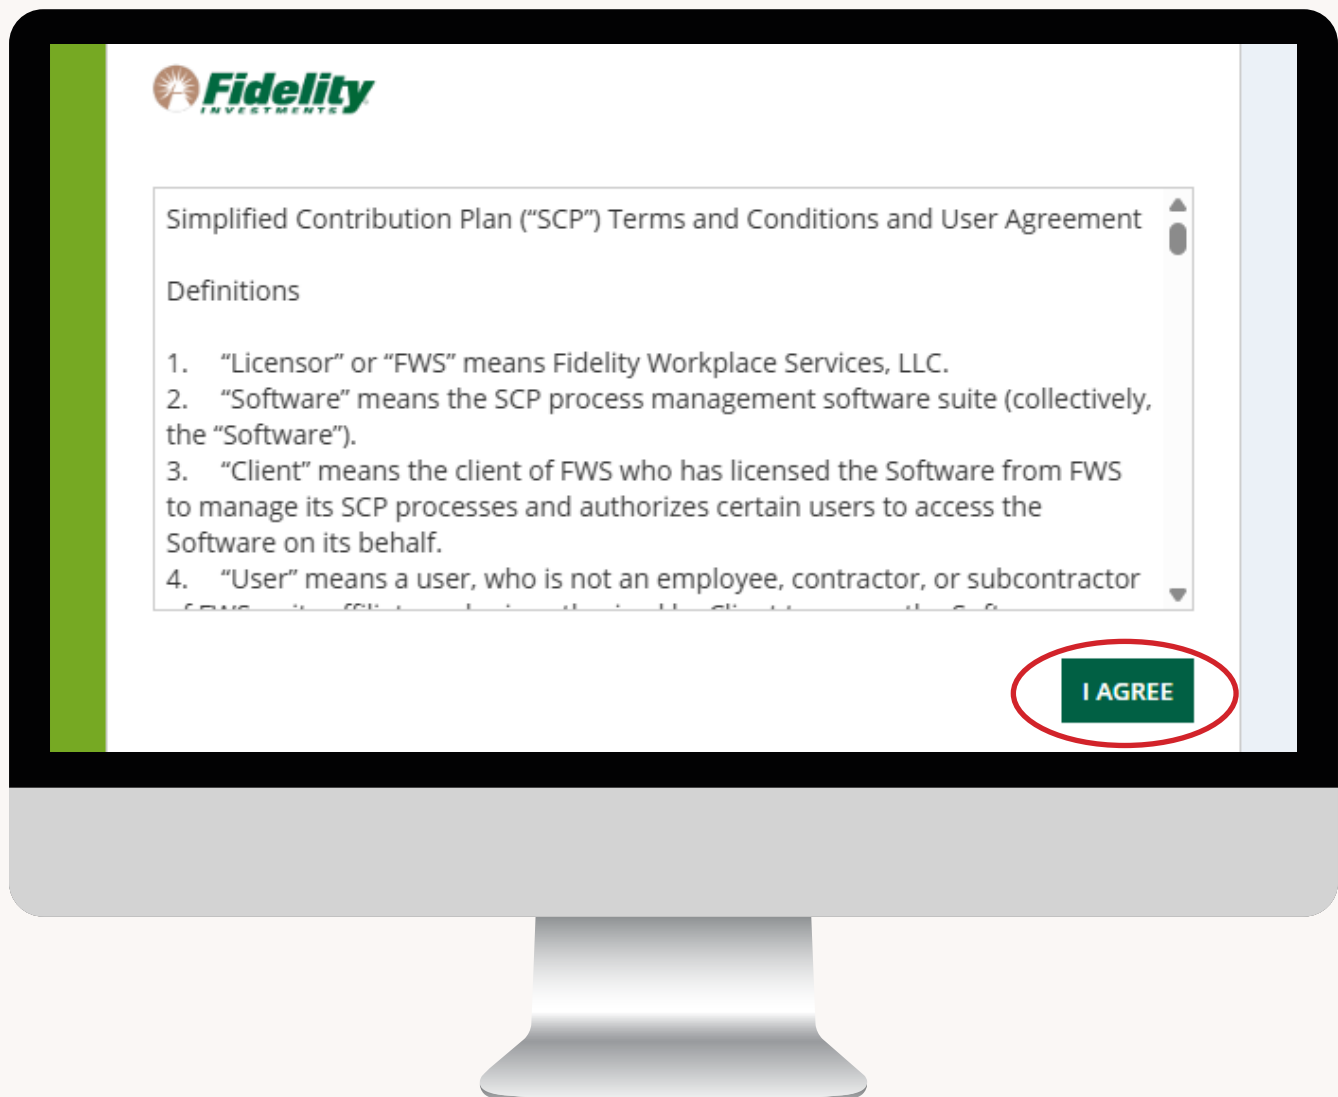 Fidelity
INVESTMENTS
Simplified Contribution Plan (“SCP”) Terms and Conditions and User Agreement
Definitions
1. “Licensor” or “FWS” means Fidelity Workplace Services, LLC.
2. “Software” means the SCP process management software suite (collectively,
the “Software”).
3. “Client” means the client of FWS who has licensed the Software from FWS
to manage its SCP processes and authorizes certain users to access the
Software on its behalf.
4. “User” means a user, who is not an employee, contractor, or subcontractor
I AGREE